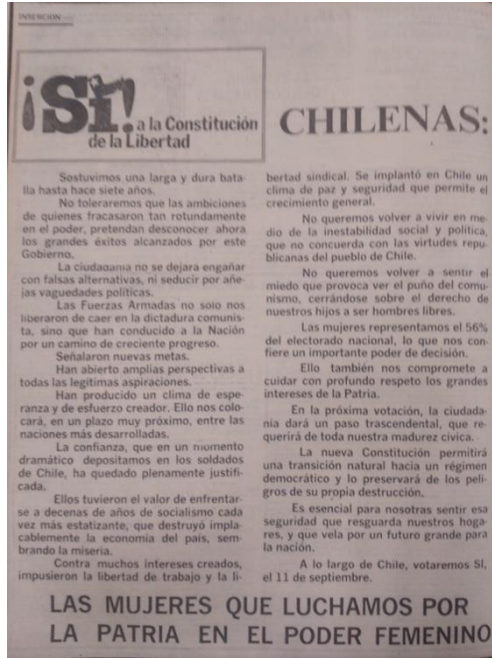 INSERCION
¡Sí! a la Constitución
de la Libertad
CHILENAS:
Sostuvimos una larga y dura bata-
lla hasta hace siete años.
No toleraremos que las ambiciones
de quienes fracasaron tan rotundamente
en el poder, pretendan desconocer ahora
los grandes éxitos alcanzados por este
Gobierno.
La ciudadanía no se dejara engañar
con falsas alternativas, ni seducir por añe-
jas vaguedades políticas.
Las Fuerzas Armadas no solo nos
liberaron de caer en la dictadura comunis-
ta, sino que han conducido a la Nación
por un camino de creciente progreso.
Señalaron nuevas metas.
Han abierto amplias perspectivas a
todas las legítimas aspiraciones.
Han producido un clima de espe-
ranza y de esfuerzo creador. Ello nos colo-
cará, en un plazo muy próximo, entre las
naciones más desarrolladas.
La confianza, que en un momento
dramático depositamos en los soldados
de Chile, ha quedado plenamente justifi-
cada.
Ellos tuvieron el valor de enfrentar-
se a decenas de años de socialismo cada
vez más estatizante, que destruyó impla-
cablemente la economía del país, sem-
brando la miseria.
Contra muchos intereses creados,
impusieron la libertad de trabajo y la li-
bertad sindical. Se implantó en Chile un
clima de paz y seguridad que permite el
crecimiento general.
No queremos volver a vivir en me-
dio de la inestabilidad social y política,
que no concuerda con las virtudes repu-
blicanas del pueblo de Chile.
No queremos volver a sentir el
miedo que provoca ver el puño del comu-
nismo, cerrándose sobre el derecho de
nuestros hijos a ser hombres libres.
Las mujeres representamos el 56%
del electorado nacional, lo que nos con-
fiere un importante poder de decisión.
Ello también nos compromete a
cuidar con profundo respeto los grandes
intereses de la Patria.
En la próxima votación, la ciudada-
nía dará un paso trascendental, que re-
querirá de toda nuestra madurez cívica.
La nueva Constitución permitirá
una transición natural hacia un régimen
democrático y lo preservará de los peli-
gros de su propia destrucción.
Es esencial para nosotras sentir esa
seguridad que resguarda nuestros hoga-
res, y que vela por un futuro grande para
la nación.
A lo largo de Chile, votaremos SI,
el 11 de septiembre.
LAS MUJERES QUE LUCHAMOS POR
LA PATRIA EN EL PODER FEMENINO